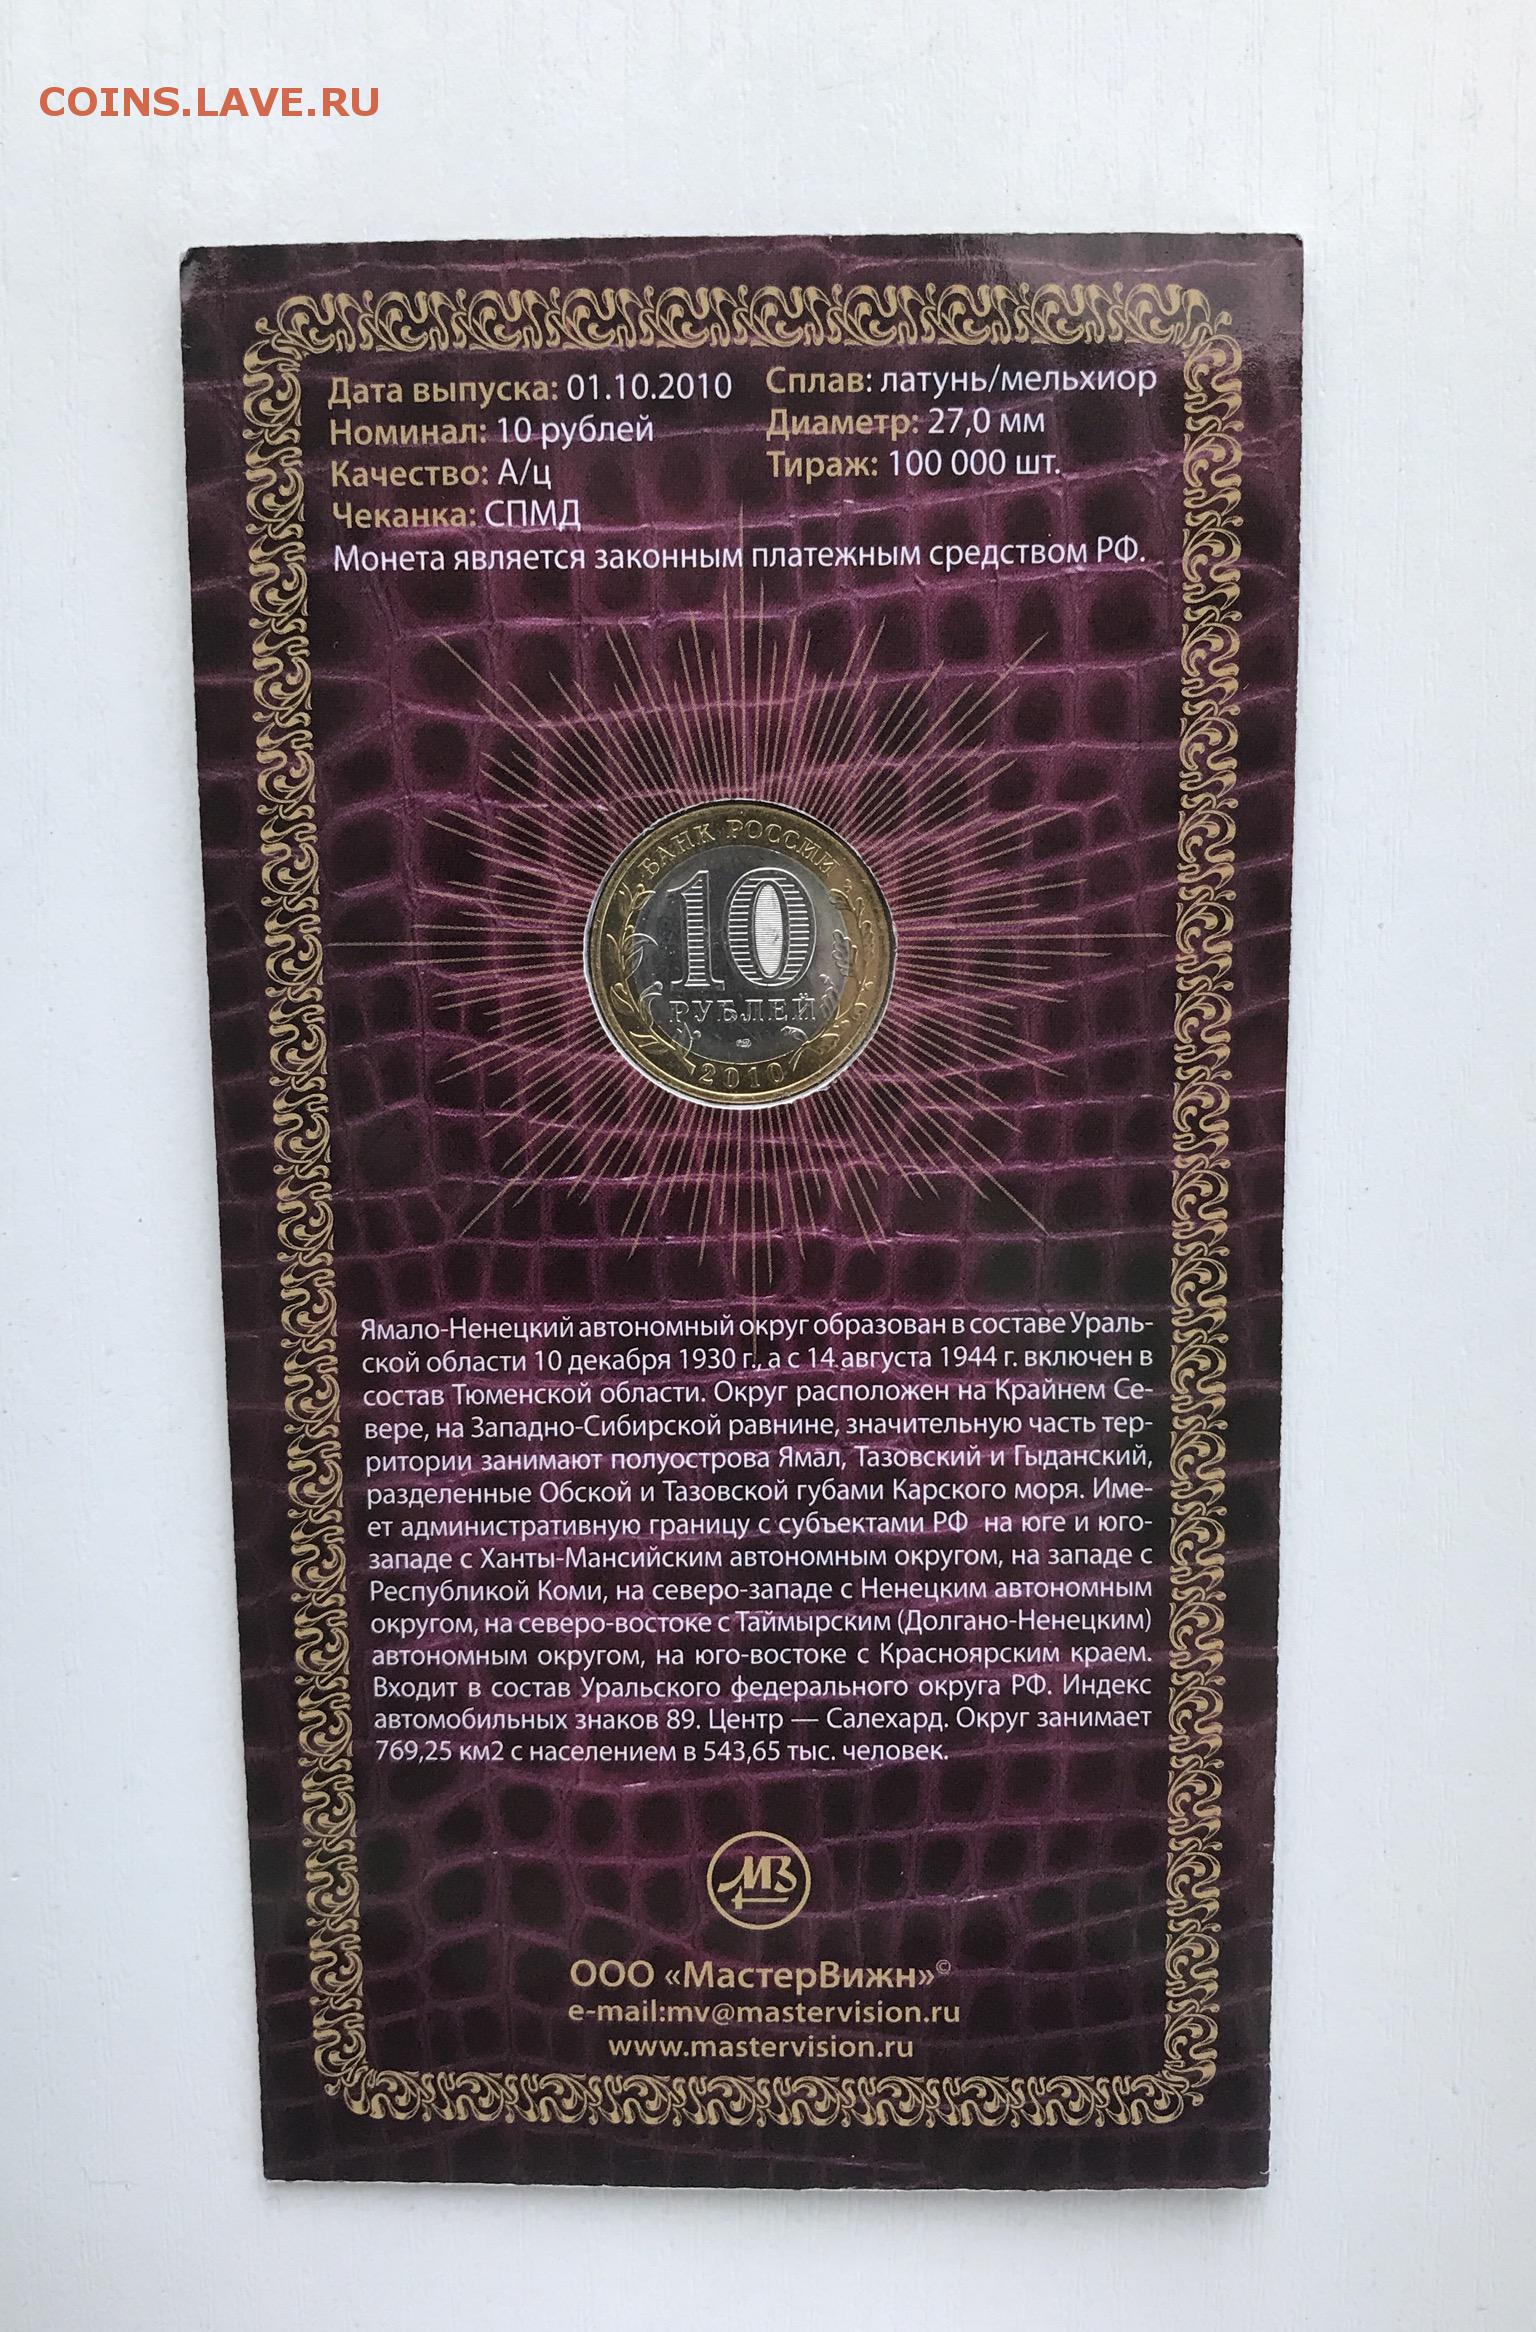 COINS.LAVE.RU
Дата выпуска: 01.10.2010
Номинал: 10 рублей
Качество: А/ц
Чеканка: СПМД
Сплав: латунь/мельхиор
Диаметр: 27,0 мм
Тираж: 100 000 шт.
Монета является законным платежным средством РФ.
БАНК РОССИИ
10
РУБЛЕЙ
2010
Ямало-Ненецкий автономный округ образован в составе Ураль-
ской области 10 декабря 1930 г., а с 14 августа 1944 г. включен в
состав Тюменской области. Округ расположен на Крайнем Се-
вере, на Западно-Сибирской равнине, значительную часть тер-
ритории занимают полуострова Ямал, Тазовский и Гыданский,
разделенные Обской и Тазовской губами Карского моря. Име-
ет административную границу с субъектами РФ на юге и юго-
западе с Ханты-Мансийским автономным округом, на западе с
Республикой Коми, на северо-западе с Ненецким автономным
округом, на северо-востоке с Таймырским (Долгано-Ненецким)
автономным округом, на юго-востоке с Красноярским краем.
Входит в состав Уральского федерального округа РФ. Индекс
автомобильных знаков 89. Центр — Салехард. Округ занимает
769,25 км2 с населением в 543,65 тыс. человек.
МВ
ООО «МастерВижн»©
e-mail:mv@mastervision.ru
www.mastervision.ru